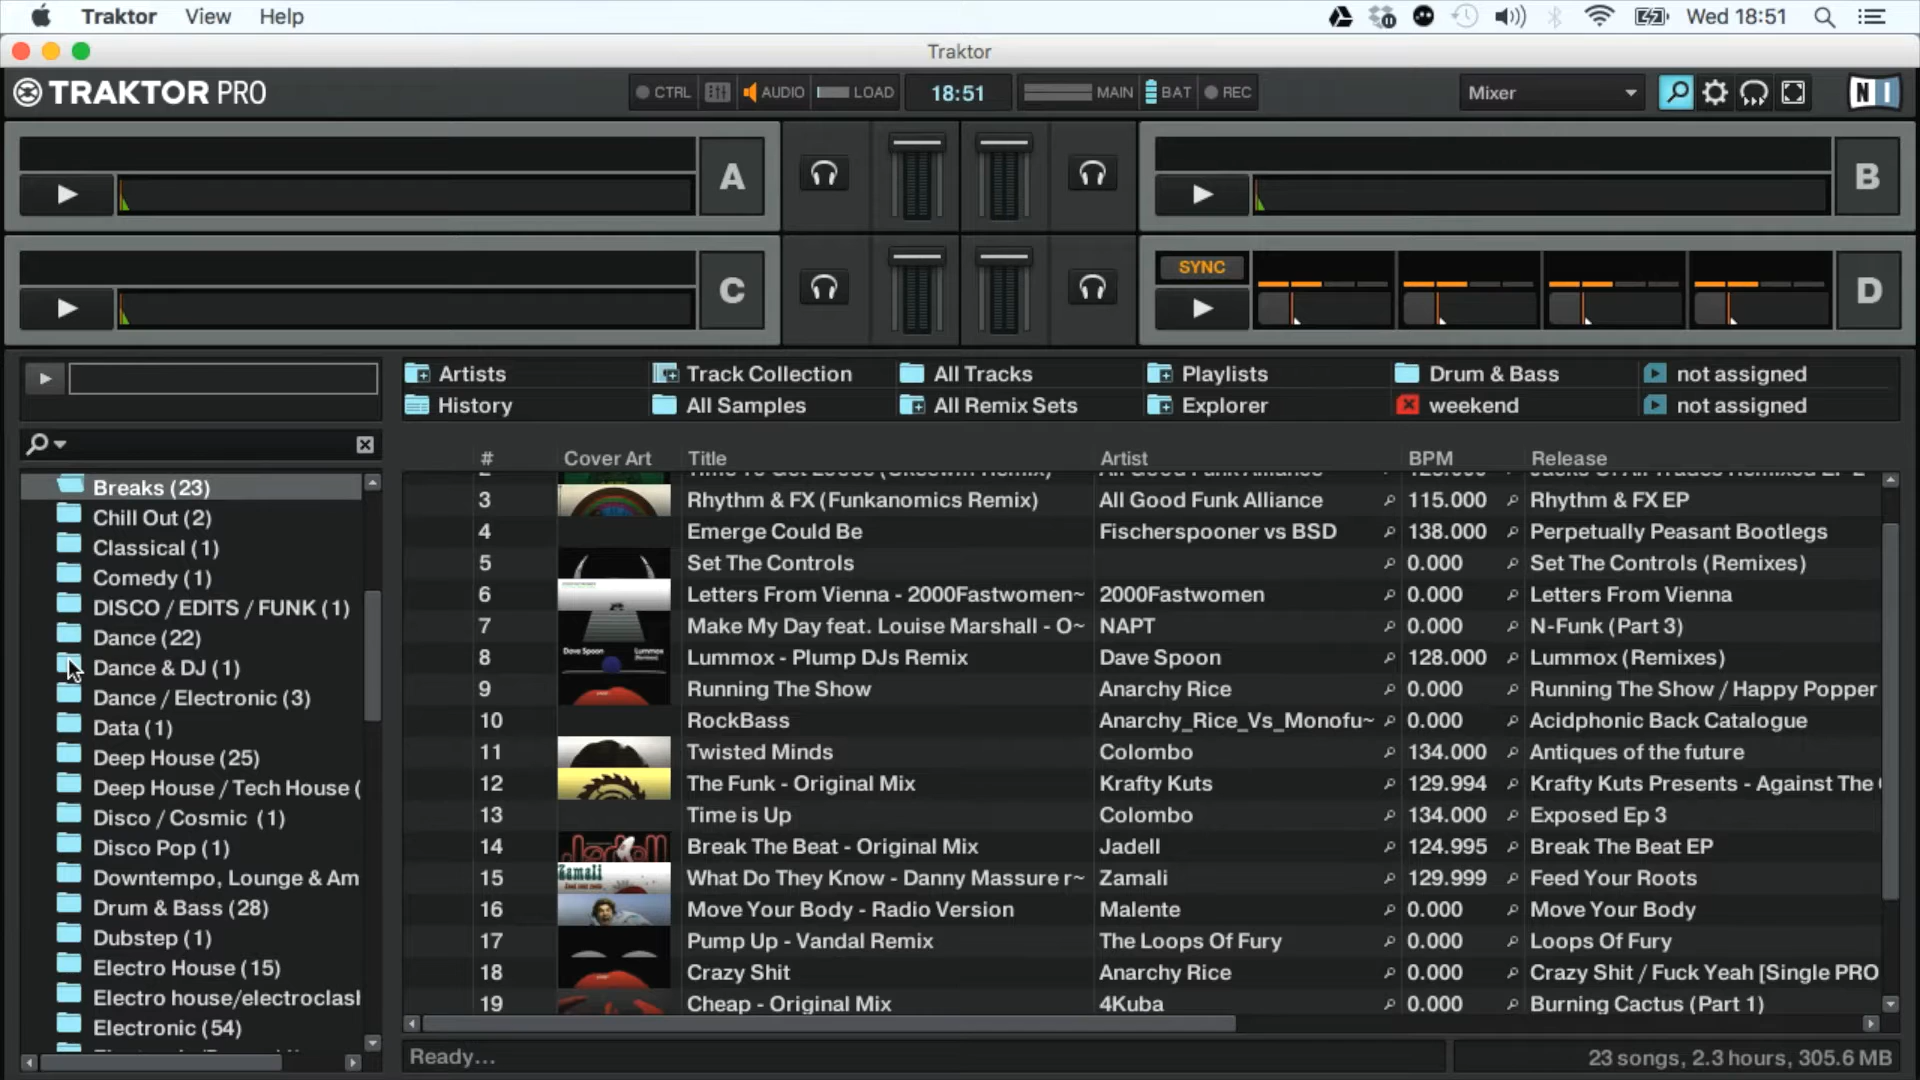 Traktor View Help Wed 18:51
Traktor
TRAKTOR PRO CTRL AUDIO LOAD 18:51 MAIN BAT REC Mixer N I
A B
C SYNC D
Artists Track Collection All Tracks Playlists Drum & Bass not assigned
History All Samples All Remix Sets Explorer weekend not assigned
# Cover Art Title Artist BPM Release
Breaks (23)
Chill Out (2)
Classical (1)
Comedy (1)
DISCO / EDITS / FUNK (1)
Dance (22)
Dance & DJ (1)
Dance / Electronic (3)
Data (1)
Deep House (25)
Deep House / Tech House (
Disco / Cosmic (1)
Disco Pop (1)
Downtempo, Lounge & Am
Drum & Bass (28)
Dubstep (1)
Electro House (15)
Electro house/electroclasl
Electronic (54)
3 Rhythm & FX (Funkanomics Remix) All Good Funk Alliance 115.000 Rhythm & FX EP
4 Emerge Could Be Fischerspooner vs BSD 138.000 Perpetually Peasant Bootlegs
5 Set The Controls 0.000 Set The Controls (Remixes)
6 Letters From Vienna - 2000Fastwomen~ 2000Fastwomen 0.000 Letters From Vienna
7 Make My Day feat. Louise Marshall - O~ NAPT 0.000 N-Funk (Part 3)
8 Dave Spoon Lummox Lummox - Plump DJs Remix Dave Spoon 128.000 Lummox (Remixes)
9 Running The Show Anarchy Rice 0.000 Running The Show / Happy Popper
10 RockBass Anarchy_Rice_Vs_Monofu~ 0.000 Acidphonic Back Catalogue
11 Twisted Minds Colombo 134.000 Antiques of the future
12 The Funk - Original Mix Krafty Kuts 129.994 Krafty Kuts Presents - Against The
13 Time is Up Colombo 134.000 Exposed Ep 3
14 Jadell Break The Beat - Original Mix Jadell 124.995 Break The Beat EP
15 Zamali What Do They Know - Danny Massure r~ Zamali 129.999 Feed Your Roots
16 Move Your Body - Radio Version Malente 0.000 Move Your Body
17 Pump Up - Vandal Remix The Loops Of Fury 0.000 Loops Of Fury
18 Crazy Shit Anarchy Rice 0.000 Crazy Shit / Fuck Yeah [Single PRO
19 Cheap - Original Mix 4Kuba 0.000 Burning Cactus (Part 1)
Ready... 23 songs, 2.3 hours, 305.6 MB